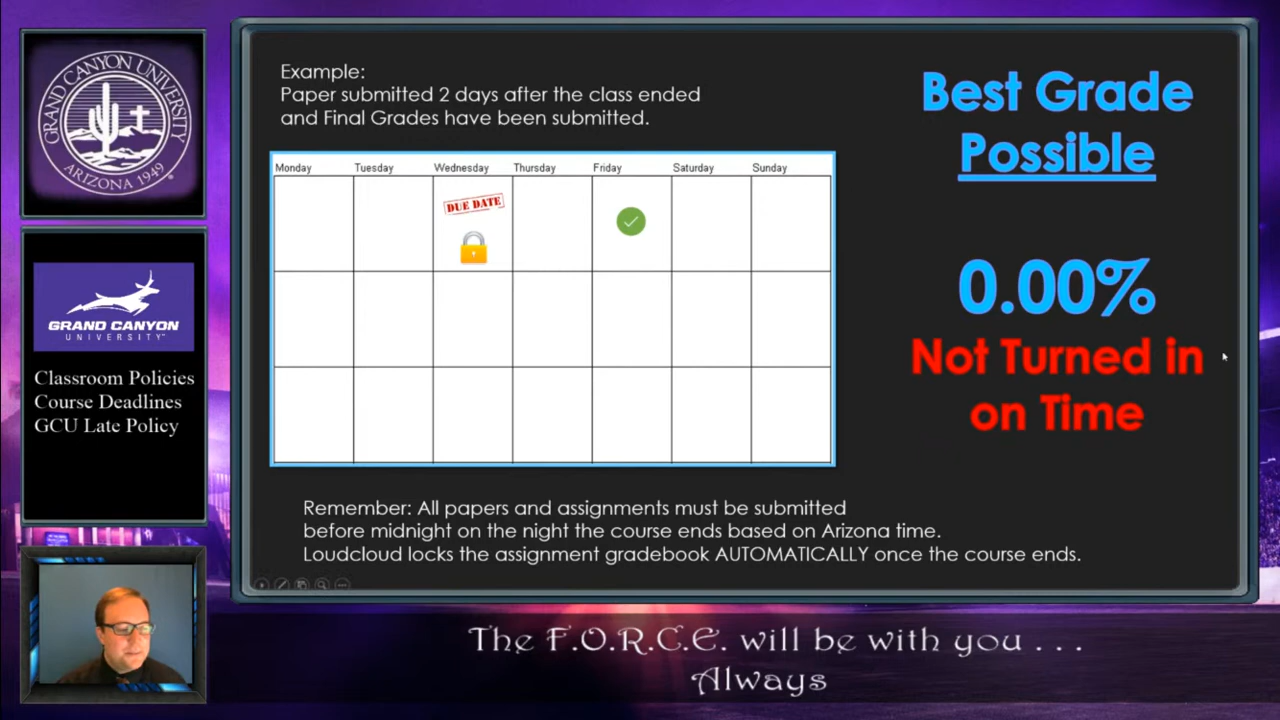 GRAND CANYON UNIVERSITY
ARIZONA 1949
GRAND CANYON
UNIVERSITY™
Classroom Policies
Course Deadlines
GCU Late Policy
Example:
Paper submitted 2 days after the class ended
and Final Grades have been submitted.
Monday Tuesday Wednesday Thursday Friday Saturday Sunday
DUE DATE
Best Grade
Possible
0.00%
Not Turned in
on Time
Remember: All papers and assignments must be submitted
before midnight on the night the course ends based on Arizona time.
Loudcloud locks the assignment gradebook AUTOMATICALLY once the course ends.
The F.O.R.C.E. will be with you . . .
Always